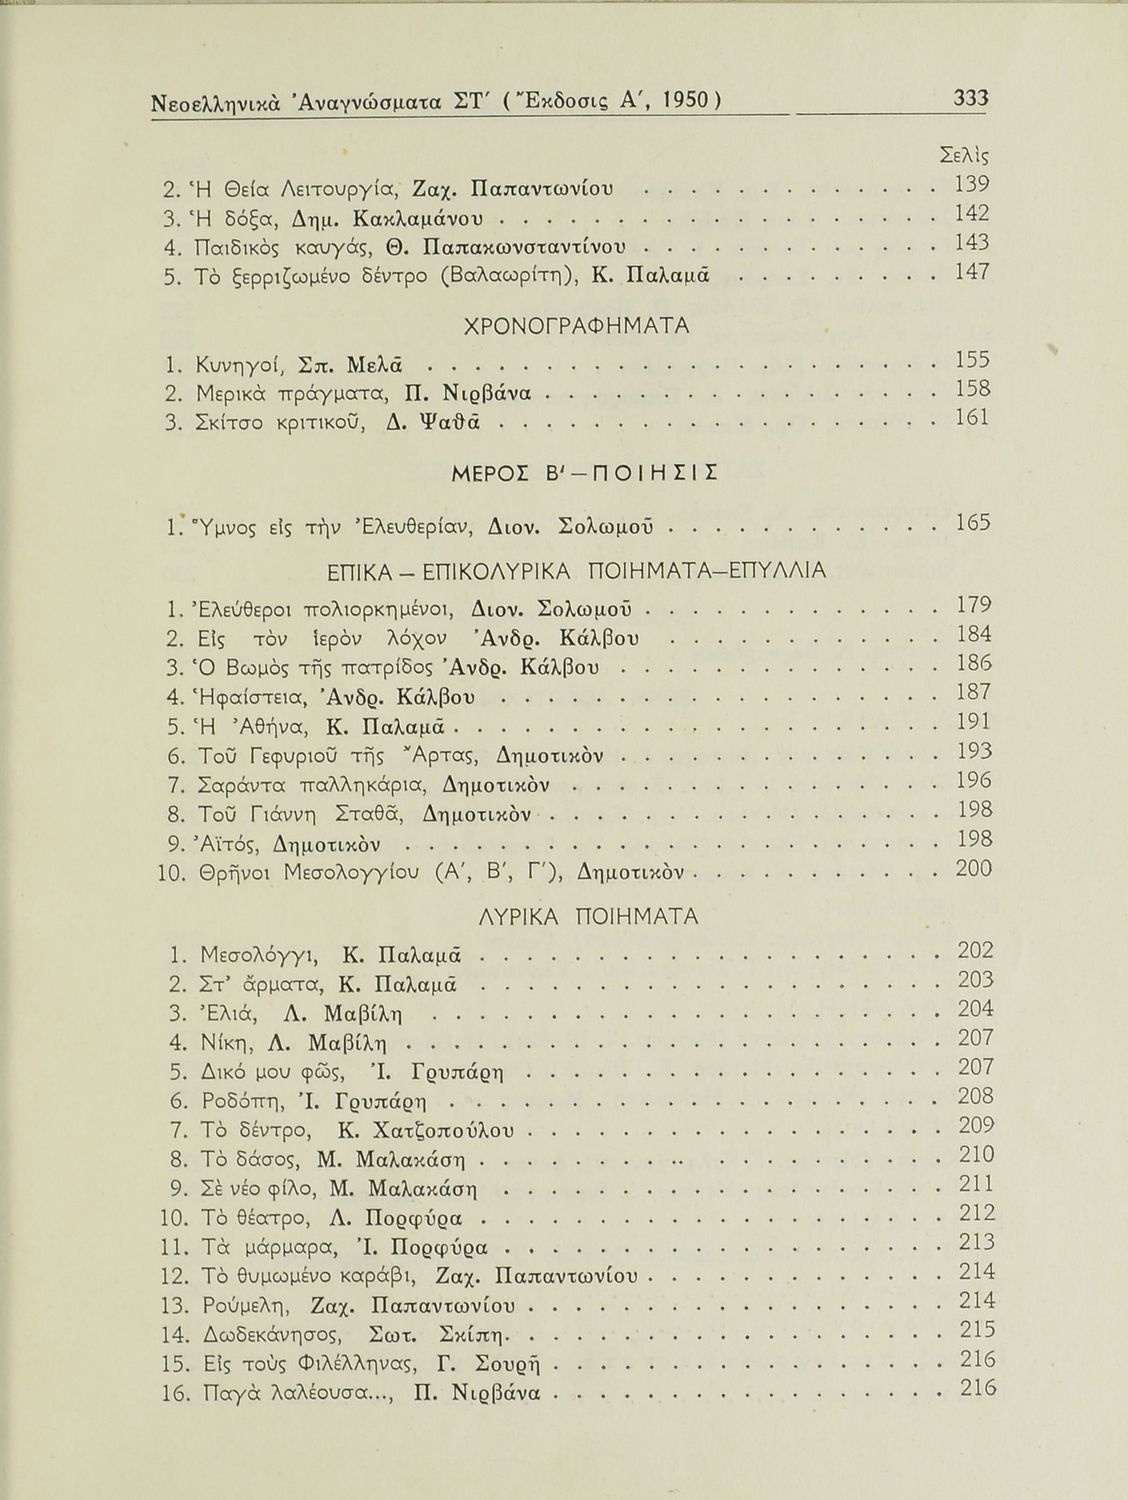 Νεοελληνικὰ Ἀναγνώσματα ΣΤ΄ (Ἔκδοσις Α΄, 1950) 333
Σελὶς
2. Ἡ Θεία Λειτουργία, Ζαχ. Παπαντωνίου . . . . . . . . . . . . . 139
3. Ἡ δόξα, Δημ. Κακλαμάνου . . . . . . . . . . . . . . . . . . . 142
4. Παιδικὸς καυγάς, Θ. Παπακωνσταντίνου . . . . . . . . . . . . . 143
5. Τὸ ξερριζωμένο δέντρο (Βαλαωρίτη), Κ. Παλαμᾶ . . . . . . . . . 147
ΧΡΟΝΟΓΡΑΦΗΜΑΤΑ
1. Κυνηγοί, Σπ. Μελᾶ . . . . . . . . . . . . . . . . . . . . . . 155
2. Μερικὰ πράγματα, Π. Νιρβάνα . . . . . . . . . . . . . . . . . 158
3. Σκίτσο κριτικοῦ, Δ. Ψαθᾶ . . . . . . . . . . . . . . . . . . . 161
ΜΕΡΟΣ Β' – ΠΟΙΗΣΙΣ
1. Ὕμνος εἰς τὴν Ἐλευθερίαν, Διον. Σολωμοῦ . . . . . . . . . . . . 165
ΕΠΙΚΑ – ΕΠΙΚΟΛΥΡΙΚΑ ΠΟΙΗΜΑΤΑ–ΕΠΥΛΛΙΑ
1. Ἐλεύθεροι πολιορκημένοι, Διον. Σολωμοῦ . . . . . . . . . . . . . 179
2. Εἰς τὸν ἱερὸν λόχον Ἀνδρ. Κάλβου . . . . . . . . . . . . 184
3. Ὁ Βωμὸς τῆς πατρίδος Ἀνδρ. Κάλβου . . . . . . . . . . . . . . 186
4. Ἡφαίστεια, Ἀνδρ. Κάλβου . . . . . . . . . . . . . . . . . . . 187
5. Ἡ Ἀθήνα, Κ. Παλαμᾶ . . . . . . . . . . . . . . . . . . . . . 191
6. Τοῦ Γεφυριοῦ τῆς Ἄρτας, Δημοτικὸν . . . . . . . . . . . . . . 193
7. Σαράντα παλληκάρια, Δημοτικὸν . . . . . . . . . . . . . . . . 196
8. Τοῦ Γιάννη Σταθᾶ, Δημοτικὸν . . . . . . . . . . . . . . . . . 198
9. Ἀϊτός, Δημοτικὸν . . . . . . . . . . . . . . . . . . . . . . . 198
10. Θρῆνοι Μεσολογγίου (Α΄, Β΄, Γ΄), Δημοτικὸν . . . . . . . . . . . 200
ΛΥΡΙΚΑ ΠΟΙΗΜΑΤΑ
1. Μεσολόγγι, Κ. Παλαμᾶ . . . . . . . . . . . . . . . . . . . . 202
2. Στ' ἄρματα, Κ. Παλαμᾶ . . . . . . . . . . . . . . . . . . . . 203
3. Ἐλιά, Λ. Μαβίλη . . . . . . . . . . . . . . . . . . . . . . 204
4. Νίκη, Λ. Μαβίλη . . . . . . . . . . . . . . . . . . . . . . . 207
5. Δικό μου φῶς, Ἰ. Γρυπάρη . . . . . . . . . . . . . . . . . . 207
6. Ροδόπη, Ἰ. Γρυπάρη . . . . . . . . . . . . . . . . . . . . . 208
7. Τὸ δέντρο, Κ. Χατζοπούλου . . . . . . . . . . . . . . . . . . 209
8. Τὸ δάσος, Μ. Μαλακάση . . . . . . . . . . . . . . . . . . . . 210
9. Σὲ νέο φίλο, Μ. Μαλακάση . . . . . . . . . . . . . . . . . . . 211
10. Τὸ θέατρο, Λ. Πορφύρα . . . . . . . . . . . . . . . . . . . . 212
11. Τὰ μάρμαρα, Ἰ. Πορφύρα . . . . . . . . . . . . . . . . . . . 213
12. Τὸ θυμωμένο καράβι, Ζαχ. Παπαντωνίου . . . . . . . . . . . . . 214
13. Ρούμελη, Ζαχ. Παπαντωνίου . . . . . . . . . . . . . . . . . . 214
14. Δωδεκάνησος, Σωτ. Σκίπη. . . . . . . . . . . . . . . . . . . 215
15. Εἰς τοὺς Φιλέλληνας, Γ. Σουρῆ . . . . . . . . . . . . . . . . . 216
16. Παγὰ λαλέουσα..., Π. Νιρβάνα . . . . . . . . . . . . . . . . . 216